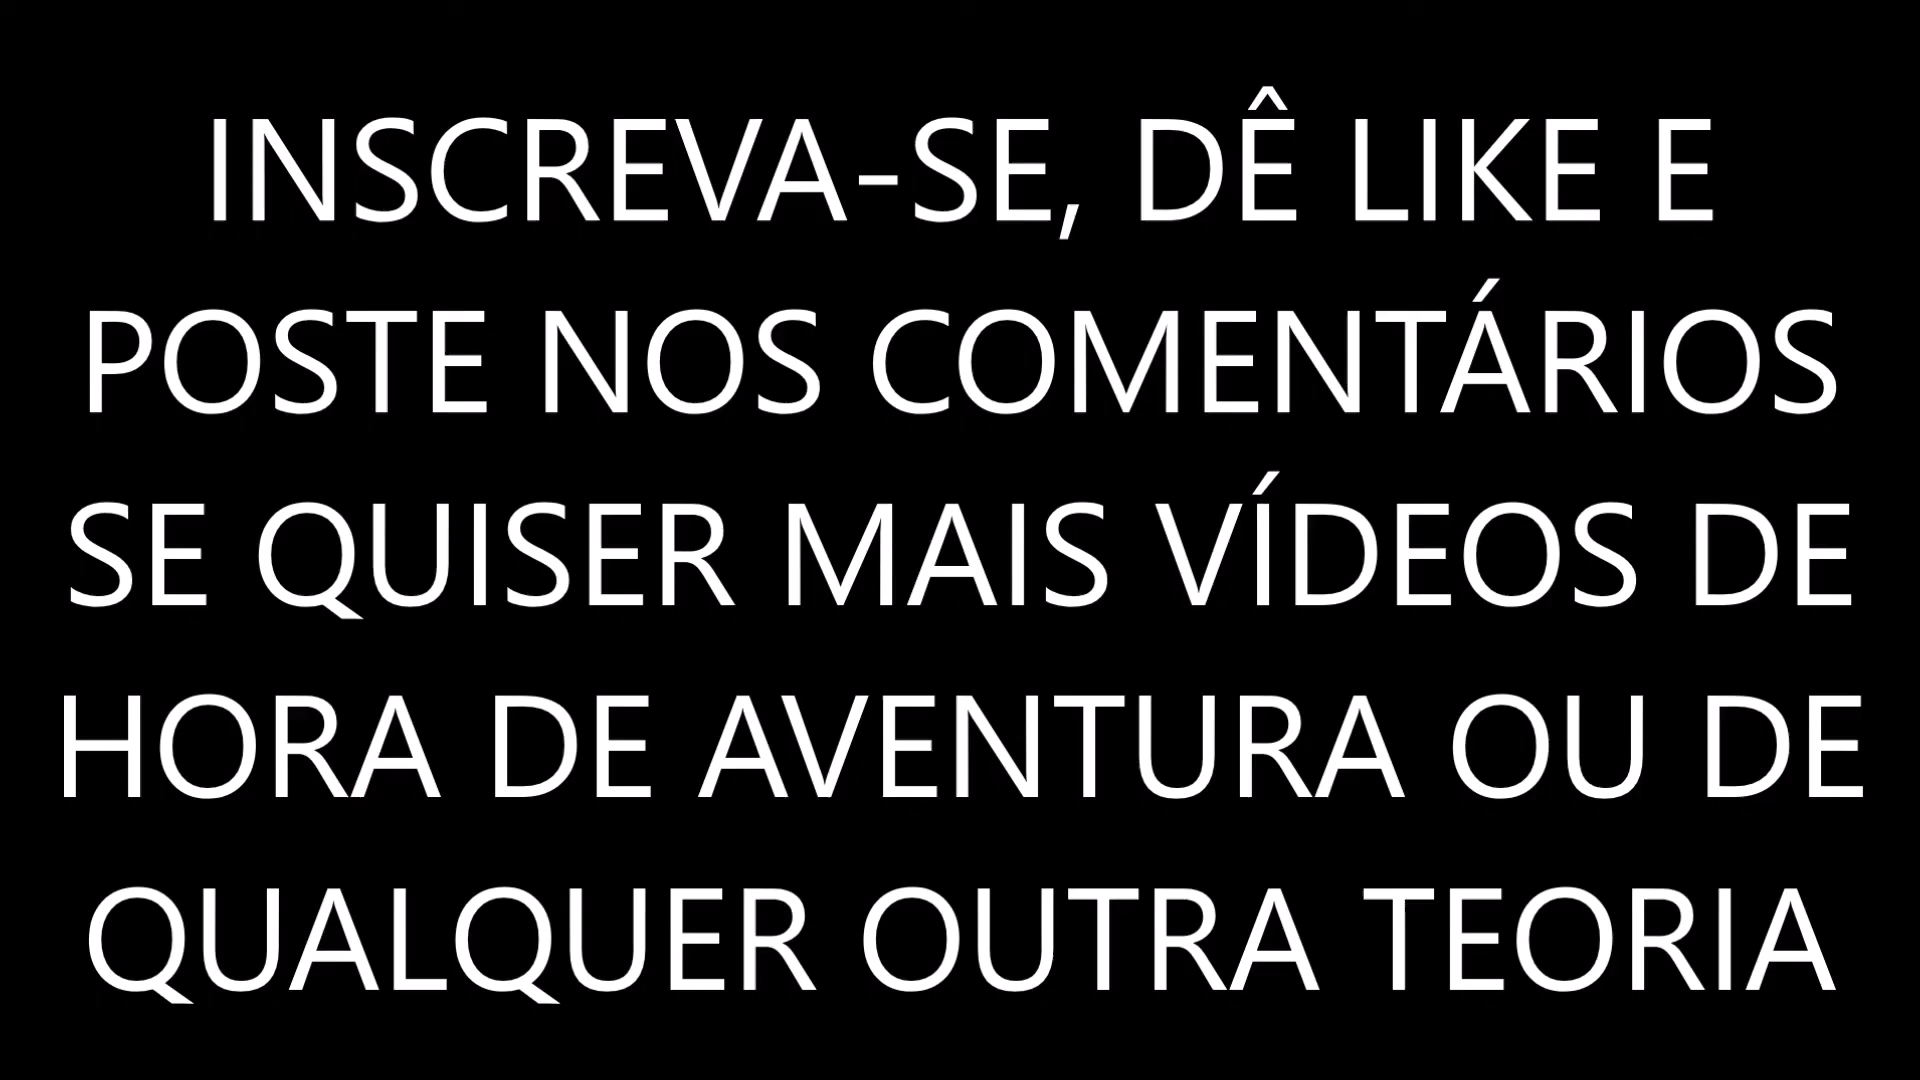 INSCREVA-SE, DÊ LIKE E
POSTE NOS COMENTÁRIOS
SE QUISER MAIS VÍDEOS DE
HORA DE AVENTURA OU DE
QUALQUER OUTRA TEORIA